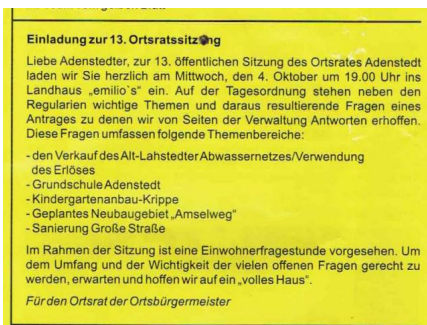 Einladung zur 13. Ortsratssitzung
Liebe Adenstedter, zur 13. öffentlichen Sitzung des Ortsrates Adenstedt
laden wir Sie herzlich am Mittwoch, den 4. Oktober um 19.00 Uhr ins
Landhaus „emilio`s“ ein. Auf der Tagesordnung stehen neben den
Regularien wichtige Themen und daraus resultierende Fragen eines
Antrages zu denen wir von Seiten der Verwaltung Antworten erhoffen.
Diese Fragen umfassen folgende Themenbereiche:
- den Verkauf des Alt-Lahstedter Abwassernetzes/Verwendung
des Erlöses
- Grundschule Adenstedt
- Kindergartenanbau-Krippe
- Geplantes Neubaugebiet „Amselweg“
- Sanierung Große Straße
Im Rahmen der Sitzung ist eine Einwohnerfragestunde vorgesehen. Um
dem Umfang und der Wichtigkeit der vielen offenen Fragen gerecht zu
werden, erwarten und hoffen wir auf ein „volles Haus“.
Für den Ortsrat der Ortsbürgermeister